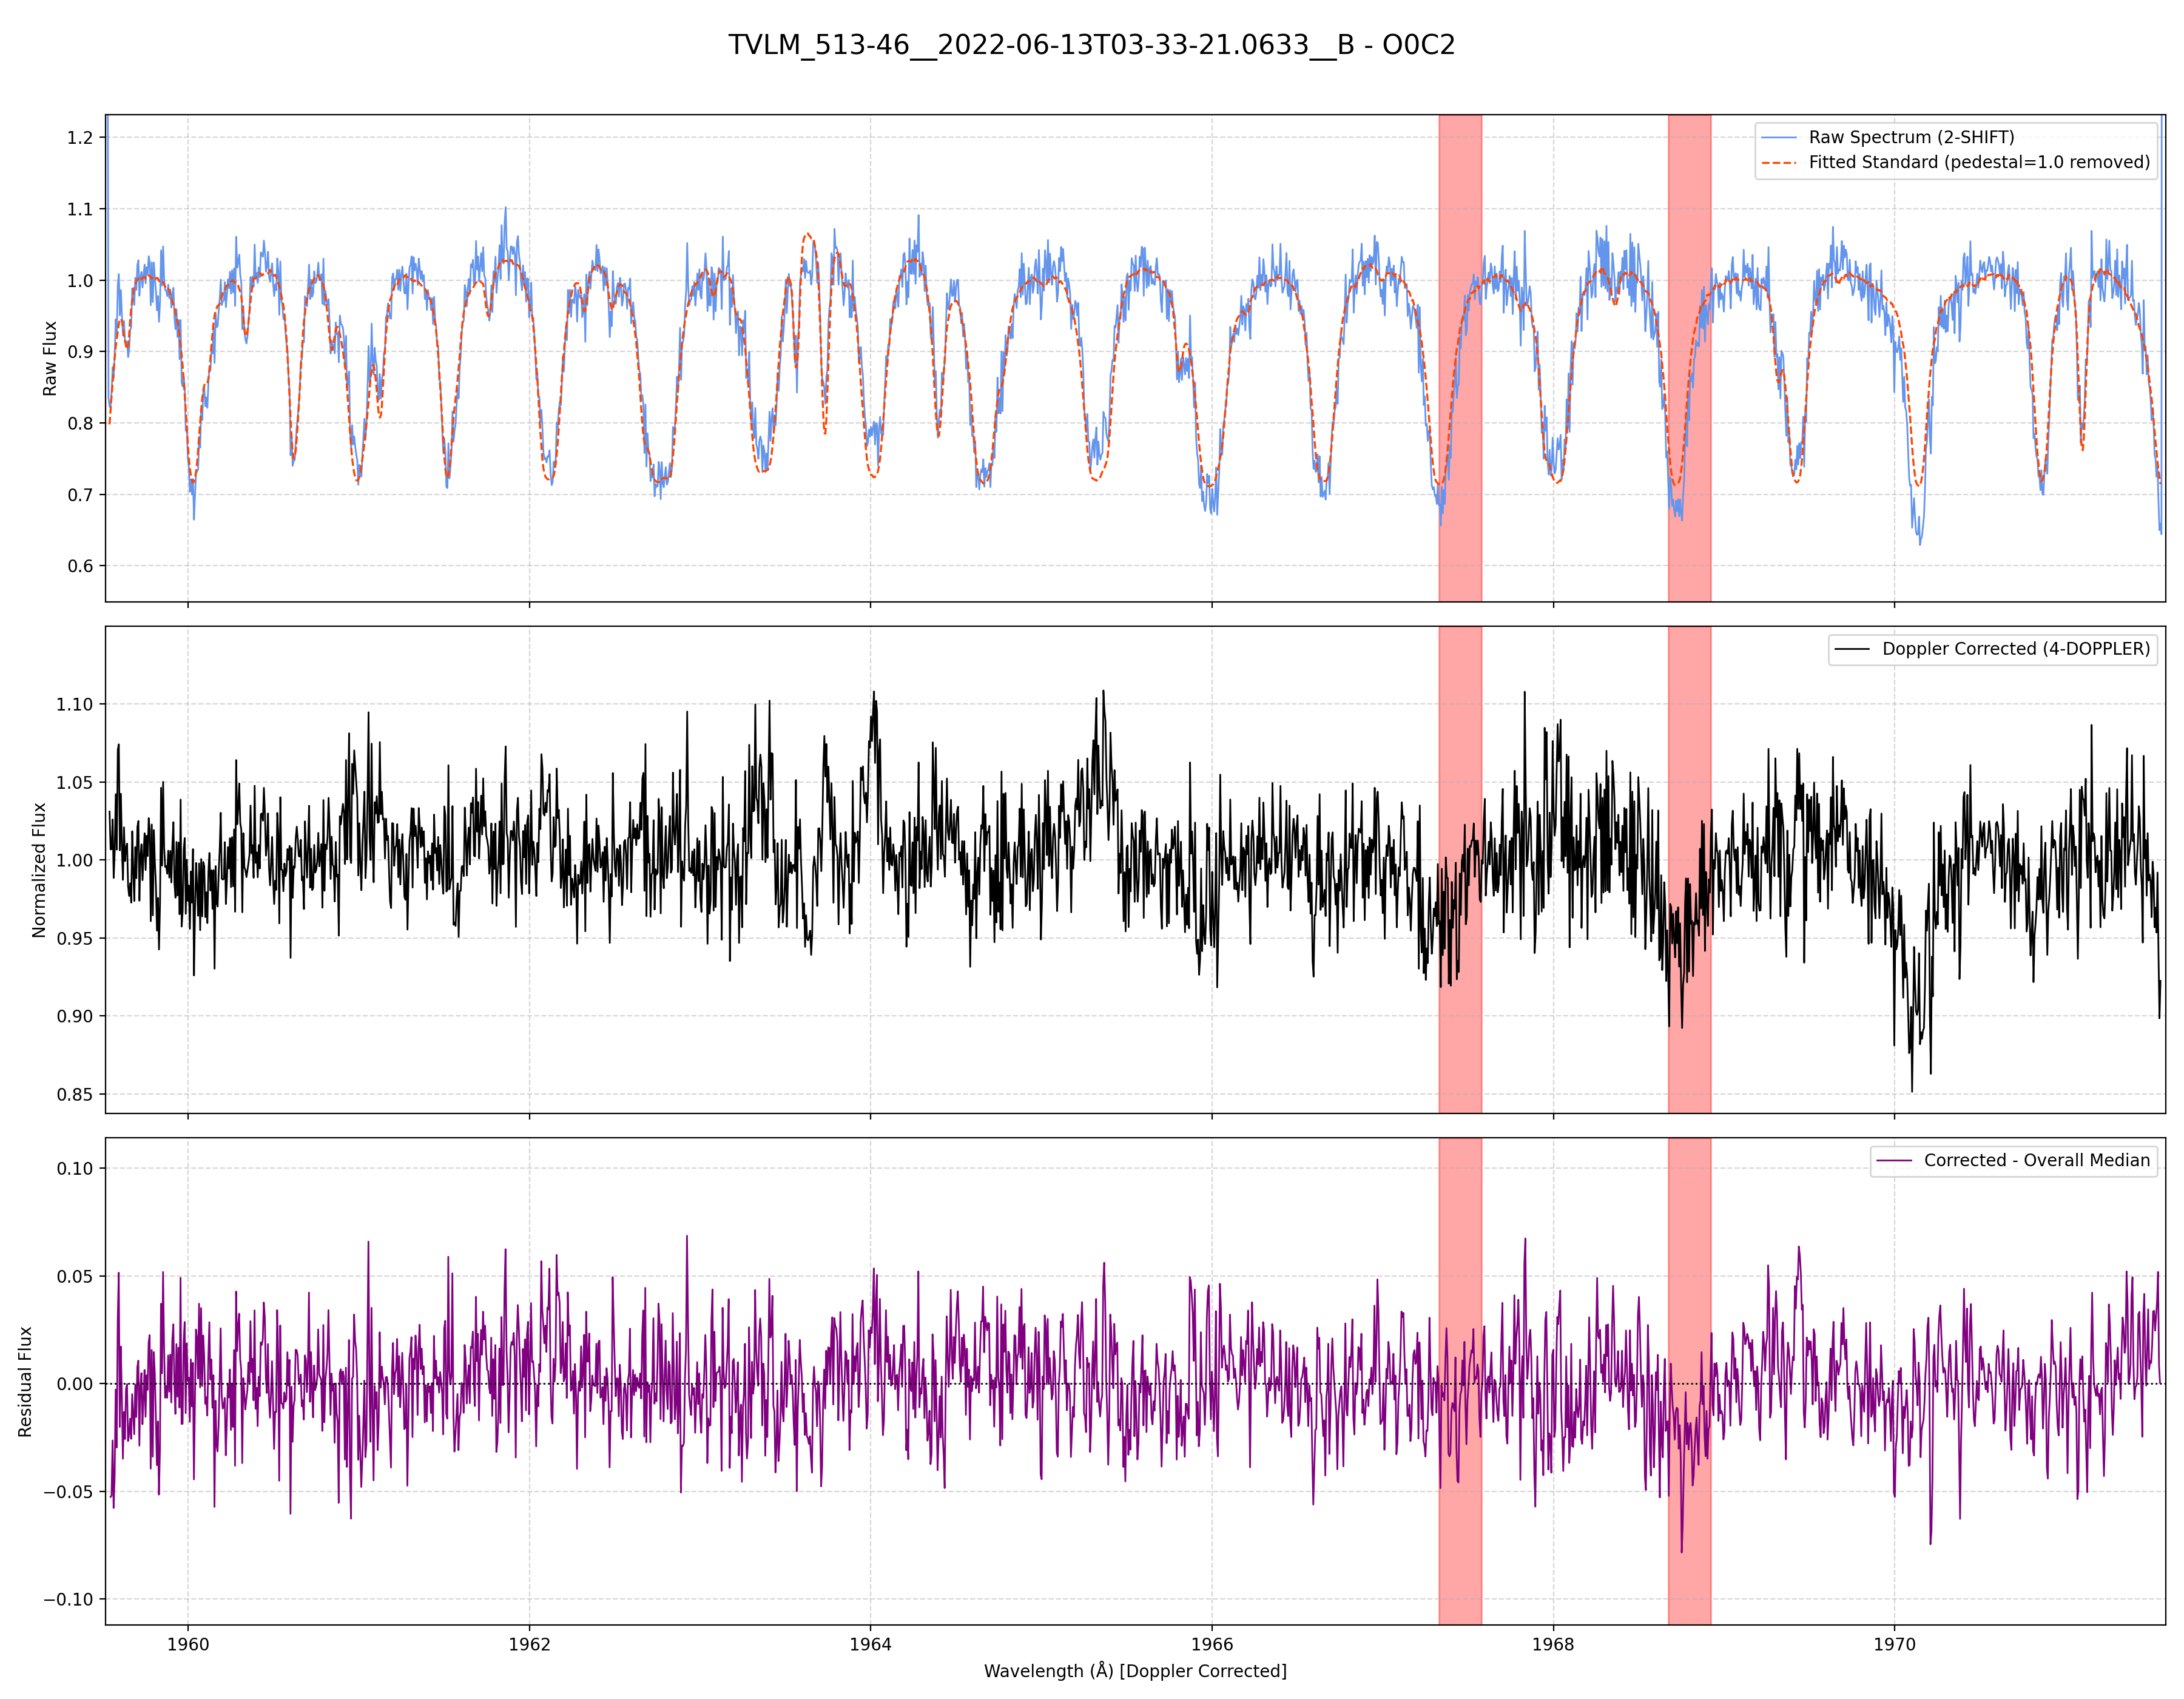 TVLM_513-46__2022-06-13T03-33-21.0633__B - O0C2
1.2
1.1
1.0
0.9
0.8
0.7
0.6
Raw Flux
Raw Spectrum (2-SHIFT)
Fitted Standard (pedestal=1.0 removed)
1.10
1.05
1.00
0.95
0.90
0.85
Normalized Flux
Doppler Corrected (4-DOPPLER)
0.10
0.05
0.00
−0.05
−0.10
Residual Flux
Corrected - Overall Median
1960 1962 1964 1966 1968 1970
Wavelength (Å) [Doppler Corrected]